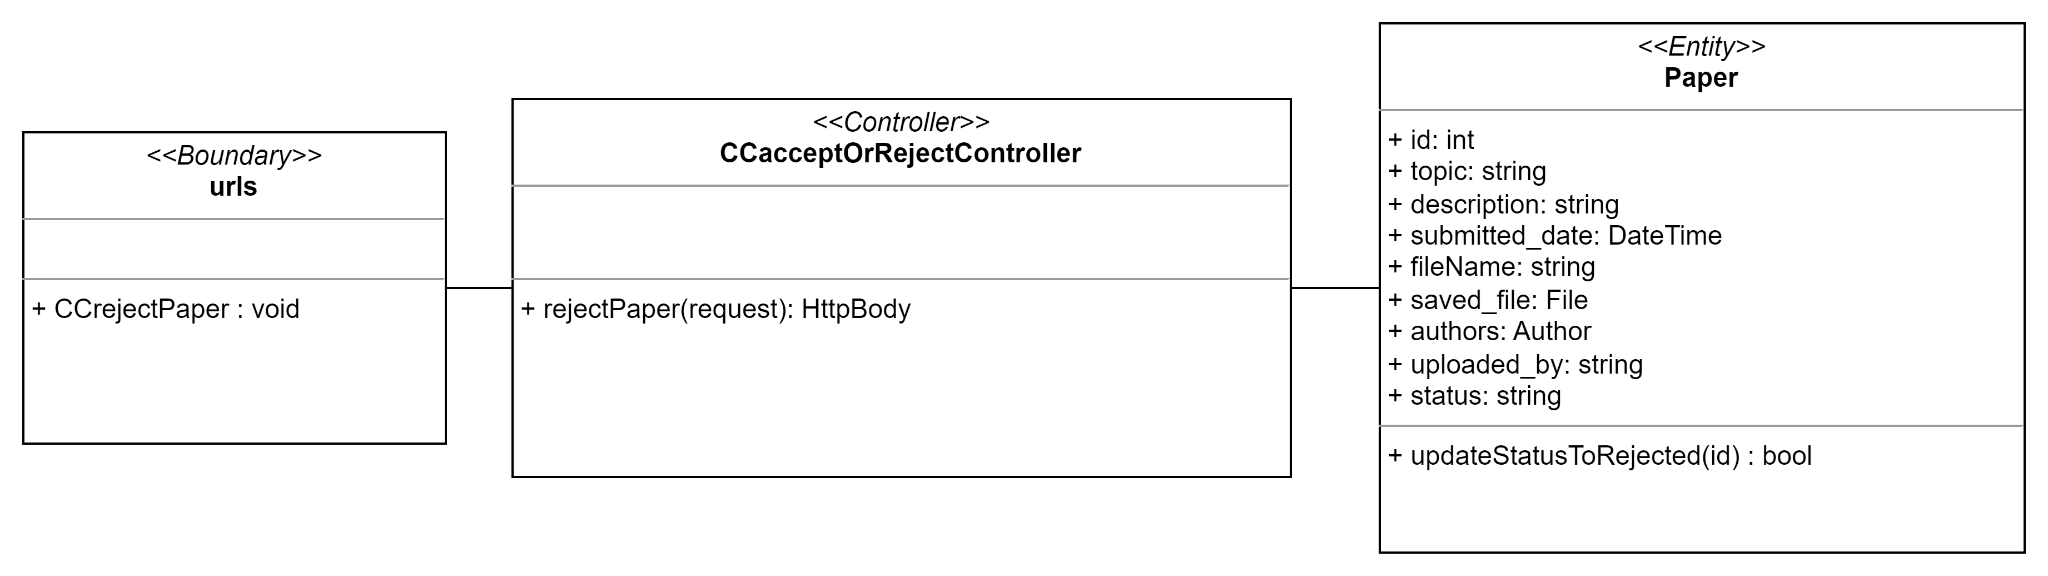 <<Boundary>>
urls
+ CCrejectPaper : void
<<Controller>>
CCacceptOrRejectController
+ rejectPaper(request): HttpBody
<<Entity>>
Paper
+ id: int
+ topic: string
+ description: string
+ submitted_date: DateTime
+ fileName: string
+ saved_file: File
+ authors: Author
+ uploaded_by: string
+ status: string
+ updateStatusToRejected(id) : bool